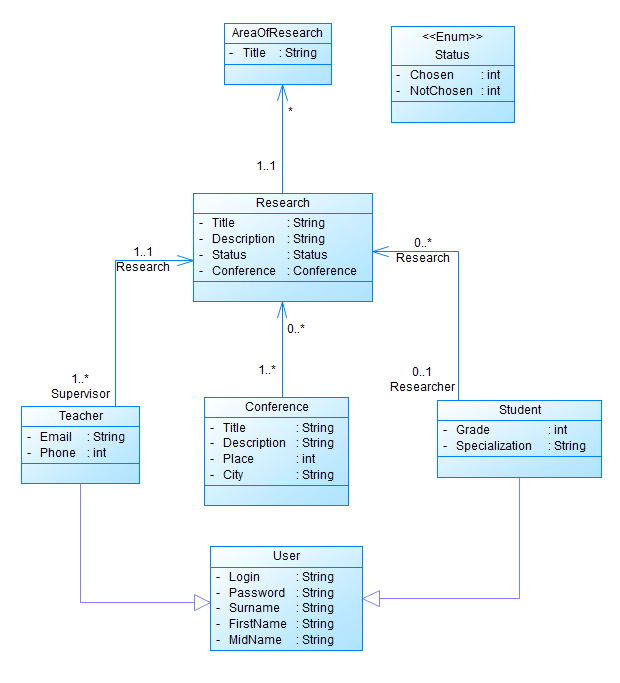 AreaOfResearch
- Title : String
<<Enum>>
Status
- Chosen : int
- NotChosen : int
*
1..1
Research
- Title : String
- Description : String
- Status : Status
- Conference : Conference
1..1
Research
0..*
Research
0..*
1..*
1..*
Supervisor
0..1
Researcher
Teacher
- Email : String
- Phone : int
Conference
- Title : String
- Description : String
- Place : int
- City : String
Student
- Grade : int
- Specialization : String
User
- Login : String
- Password : String
- Surname : String
- FirstName : String
- MidName : String